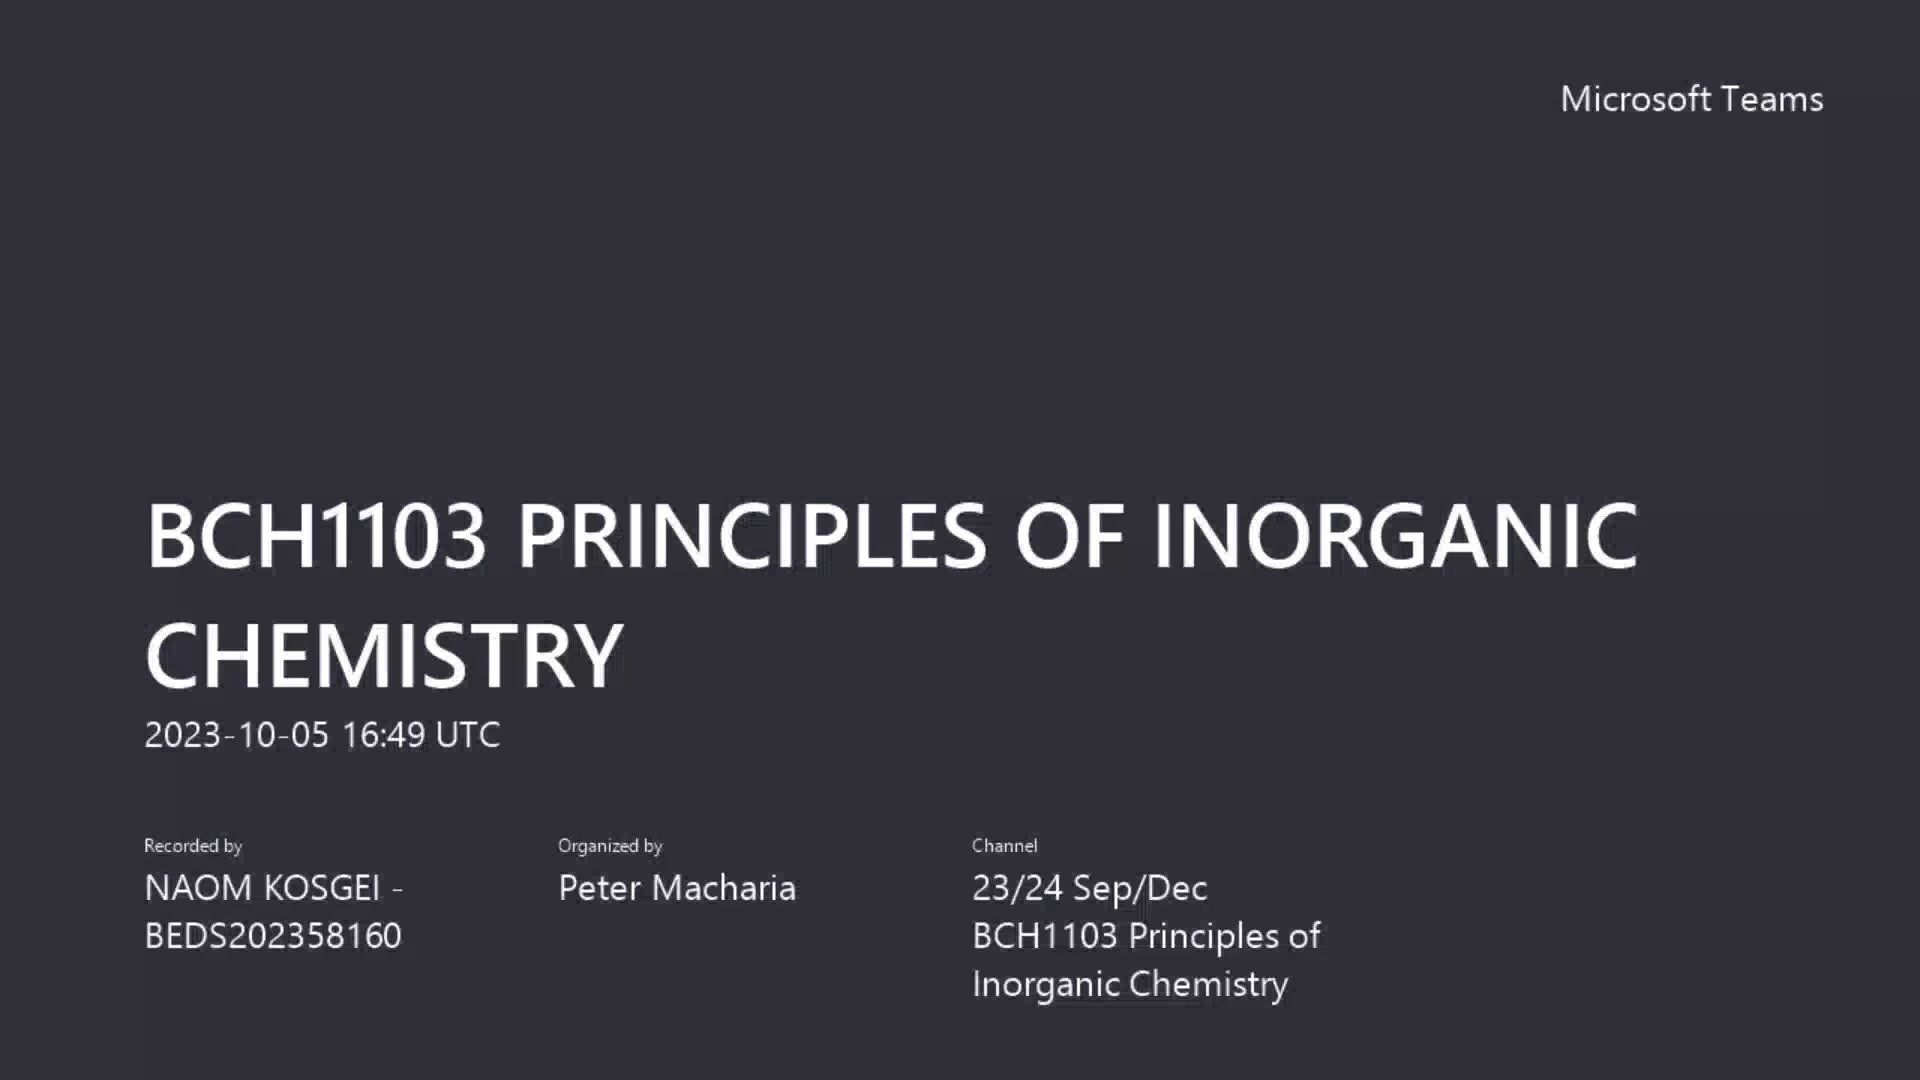 Microsoft Teams
BCH1103 PRINCIPLES OF INORGANIC
CHEMISTRY
2023-10-05 16:49 UTC
Recorded by
NAOM KOSGEI -
BEDS202358160
Organized by
Peter Macharia
Channel
23/24 Sep/Dec
BCH1103 Principles of
Inorganic Chemistry